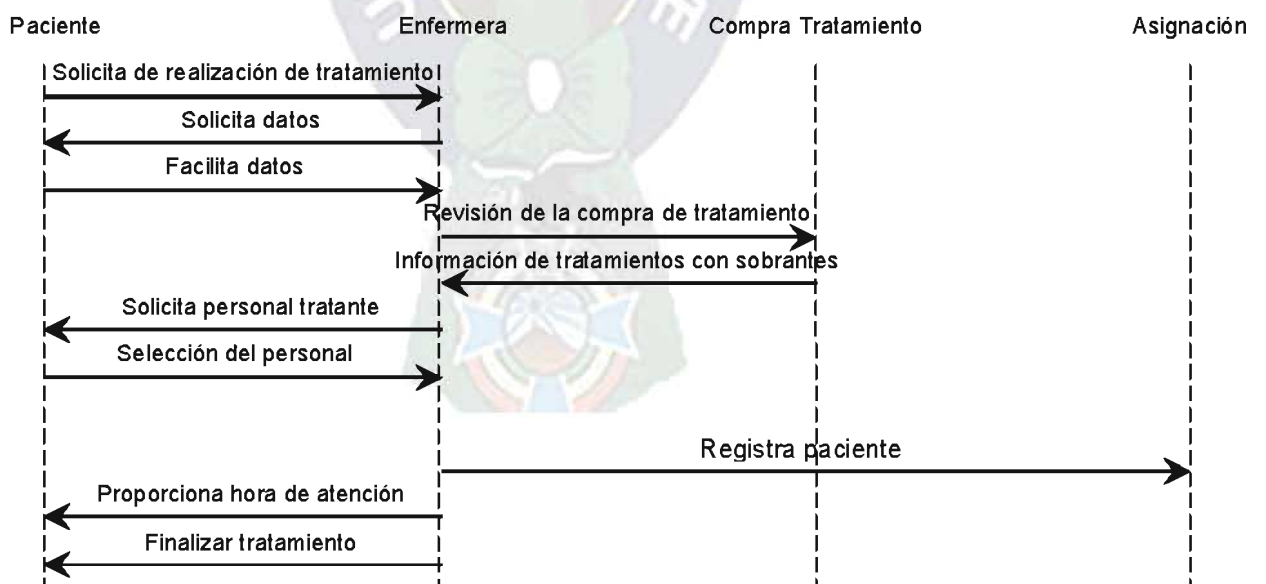 Paciente Enfermera Compra Tratamiento Asignación
Solicita de realización de tratamiento
Solicita datos
Facilita datos
Revisión de la compra de tratamiento
Información de tratamientos con sobrantes
Solicita personal tratante
Selección del personal
Registra paciente
Proporciona hora de atención
Finalizar tratamiento